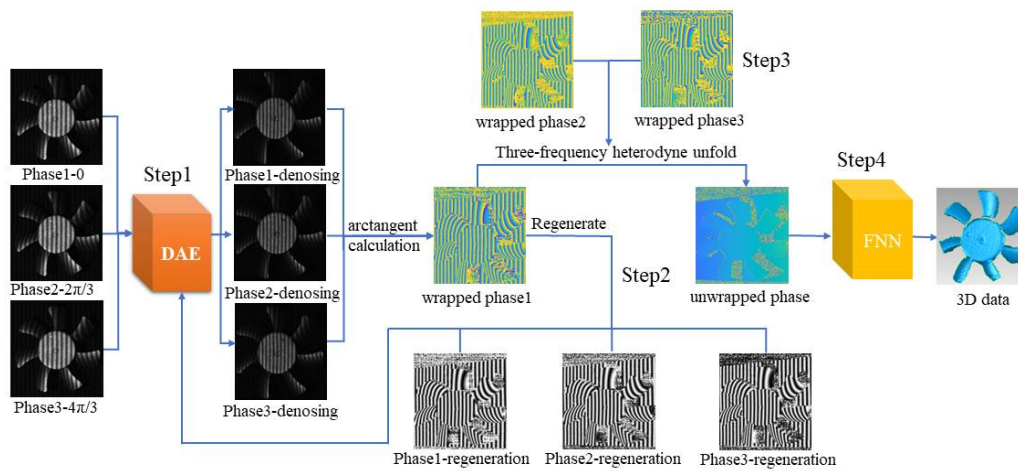 Step3
wrapped phase2
wrapped phase3
Three-frequency heterodyne unfold
Phase1-0
Step1
Phase1-denosing
Step4
DAE
arctangent
calculation
Regenerate
FNN
Phase2-2π/3
Phase2-denosing
wrapped phase1
Step2
unwrapped phase
3D data
Phase3-4π/3
Phase3-denosing
Phase1-regeneration
Phase2-regeneration
Phase3-regeneration